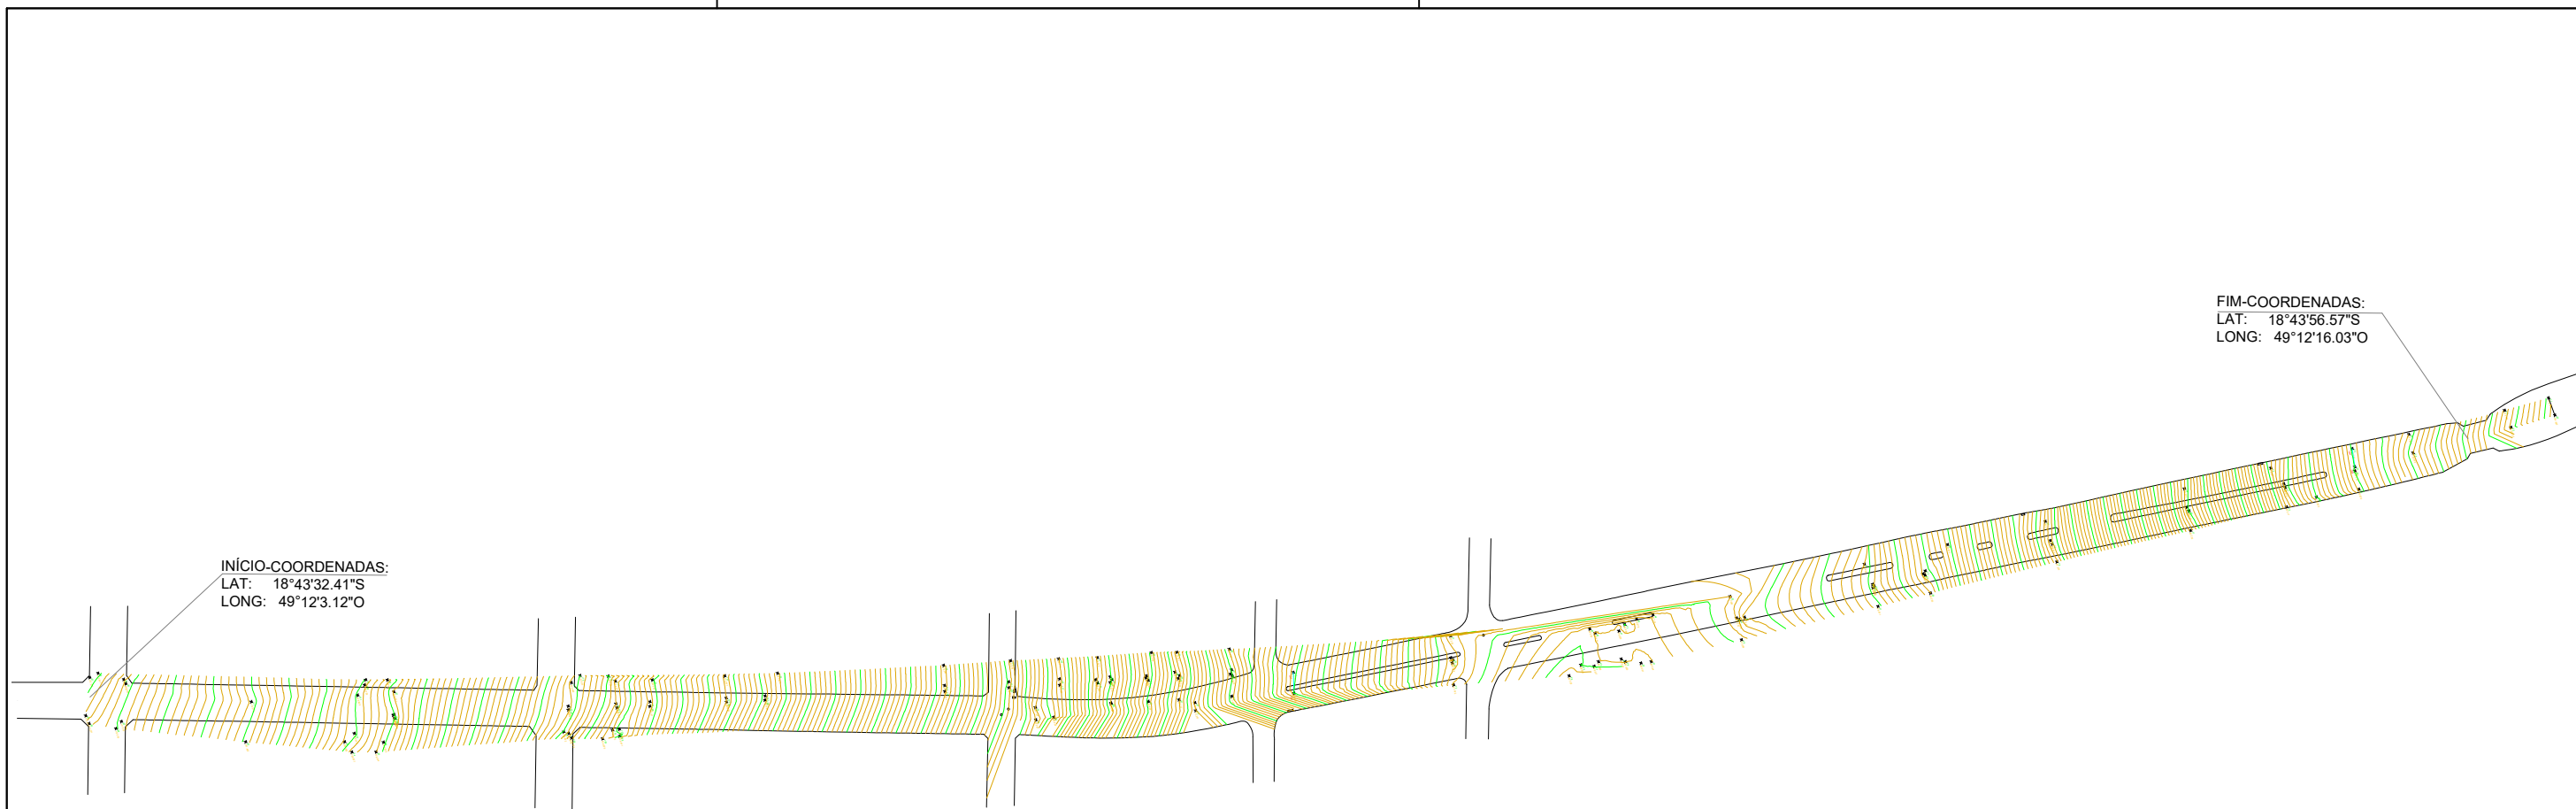 FIM-COORDENADAS:
LAT: 18°43'56.57"S
LONG: 49°12'16.03"O
INÍCIO-COORDENADAS:
LAT: 18°43'32.41"S
LONG: 49°12'3.12"O